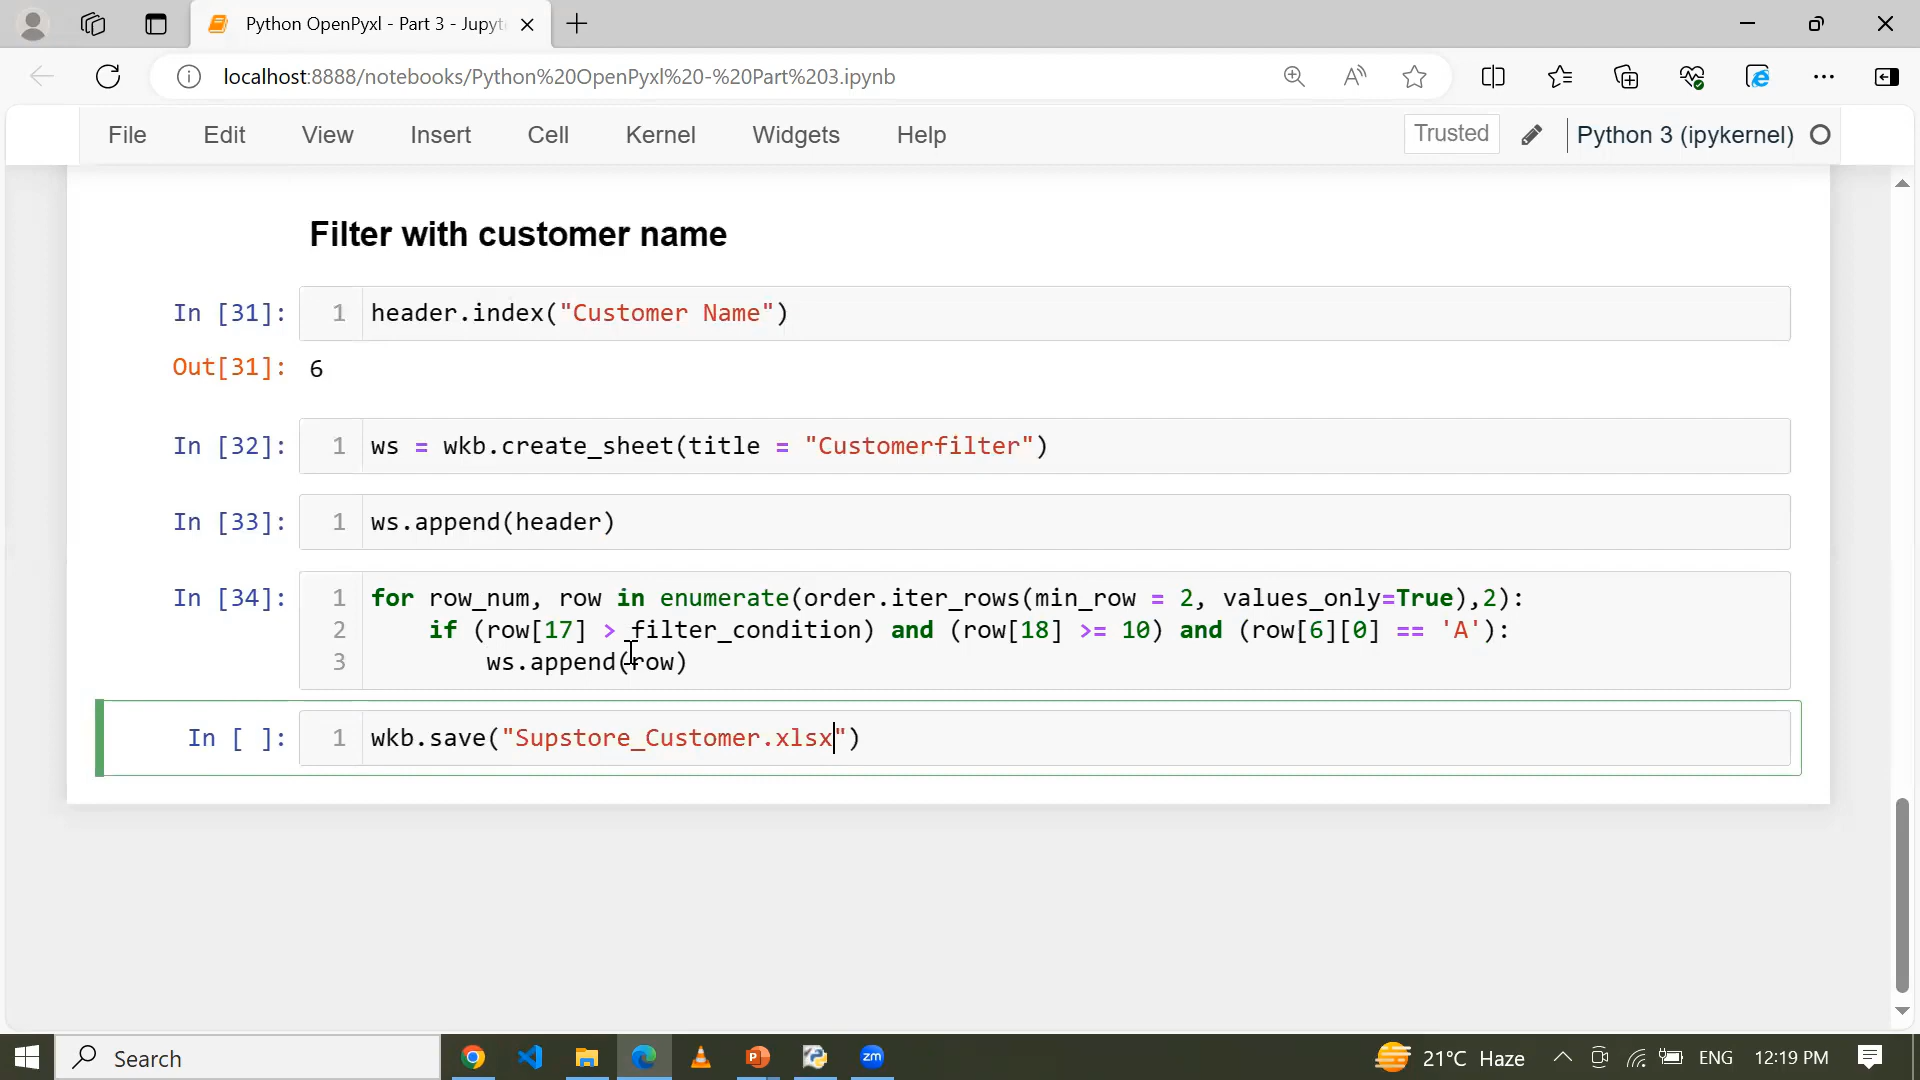 Python OpenPyxl - Part 3 - Jupyt
localhost:8888/notebooks/Python%20OpenPyxl%20-%20Part%203.ipynb
File Edit View Insert Cell Kernel Widgets Help Trusted Python 3 (ipykernel)
Filter with customer name
In [31]: 1 header.index("Customer Name")
Out[31]: 6
In [32]: 1 ws = wkb.create_sheet(title = "Customerfilter")
In [33]: 1 ws.append(header)
In [34]: 1 for row_num, row in enumerate(order.iter_rows(min_row = 2, values_only=True),2):
2 if (row[17] > filter_condition) and (row[18] >= 10) and (row[6][0] == 'A'):
3 ws.append(row)
In [ ]: 1 wkb.save("Supstore_Customer.xlsx")
Search zm 21°C Haze ENG 12:19 PM